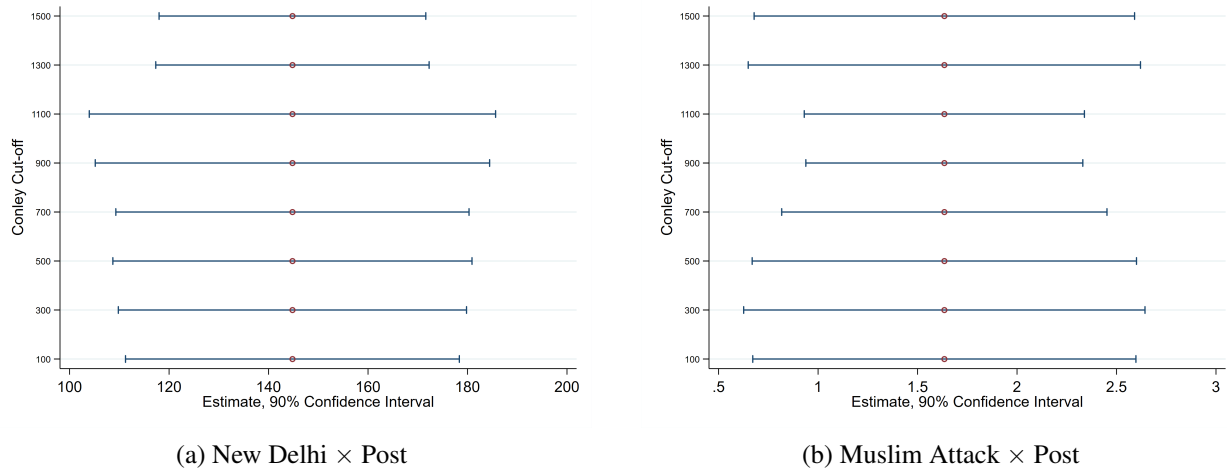 1500
1300
1100
900
700
500
300
100
Conley Cut-off
100 120 140 160 180 200
Estimate, 90% Confidence Interval
(a) New Delhi × Post
1500
1300
1100
900
700
500
300
100
Conley Cut-off
.5 1 1.5 2 2.5 3
Estimate, 90% Confidence Interval
(b) Muslim Attack × Post